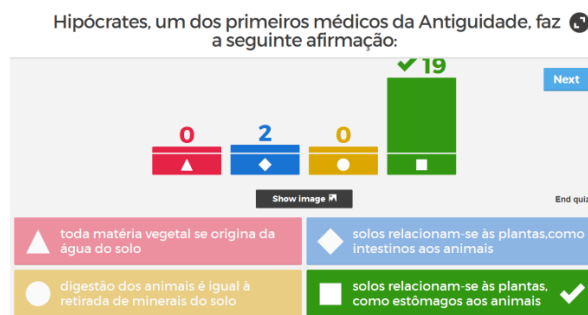 Hipócrates, um dos primeiros médicos da Antiguidade, faz
a seguinte afirmação:
19
Next
0
2
0
Show image
End quiz
toda matéria vegetal se origina da
água do solo
solos relacionam-se às plantas,como
intestinos aos animais
digestão dos animais é igual à
retirada de minerais do solo
solos relacionam-se às plantas,
como estômagos aos animais